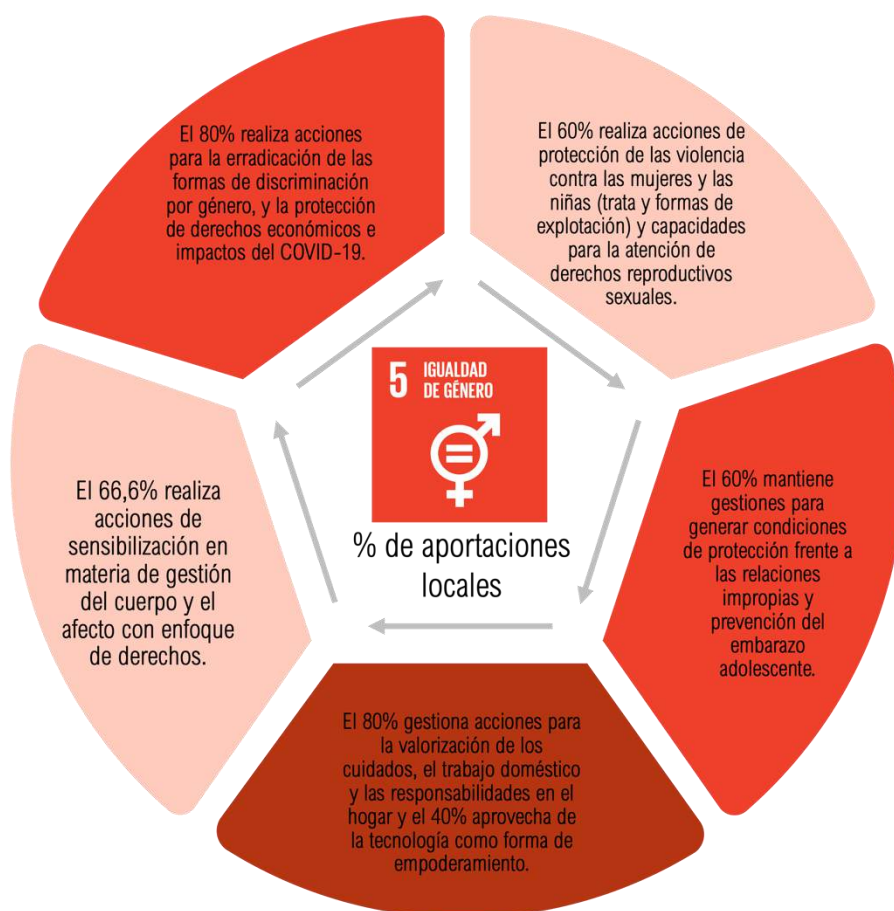 El 80% realiza acciones
para la erradicación de las
formas de discriminación
por género, y la protección
de derechos económicos e
impactos del COVID-19.
El 60% realiza acciones de
protección de las violencia
contra las mujeres y las
niñas (trata y formas de
explotación) y capacidades
para la atención de
derechos reproductivos
sexuales.
El 60% mantiene
gestiones para
generar condiciones
de protección frente a
las relaciones
impropias y
prevención del
embarazo
adolescente.
El 80% gestiona acciones para
la valorización de los
cuidados, el trabajo doméstico
y las responsabilidades en el
hogar y el 40% aprovecha de
la tecnología como forma de
empoderamiento.
El 66,6% realiza
acciones de
sensibilización en
materia de gestión
del cuerpo y el
afecto con enfoque
de derechos.
5 IGUALDAD
DE GÉNERO
% de aportaciones
locales